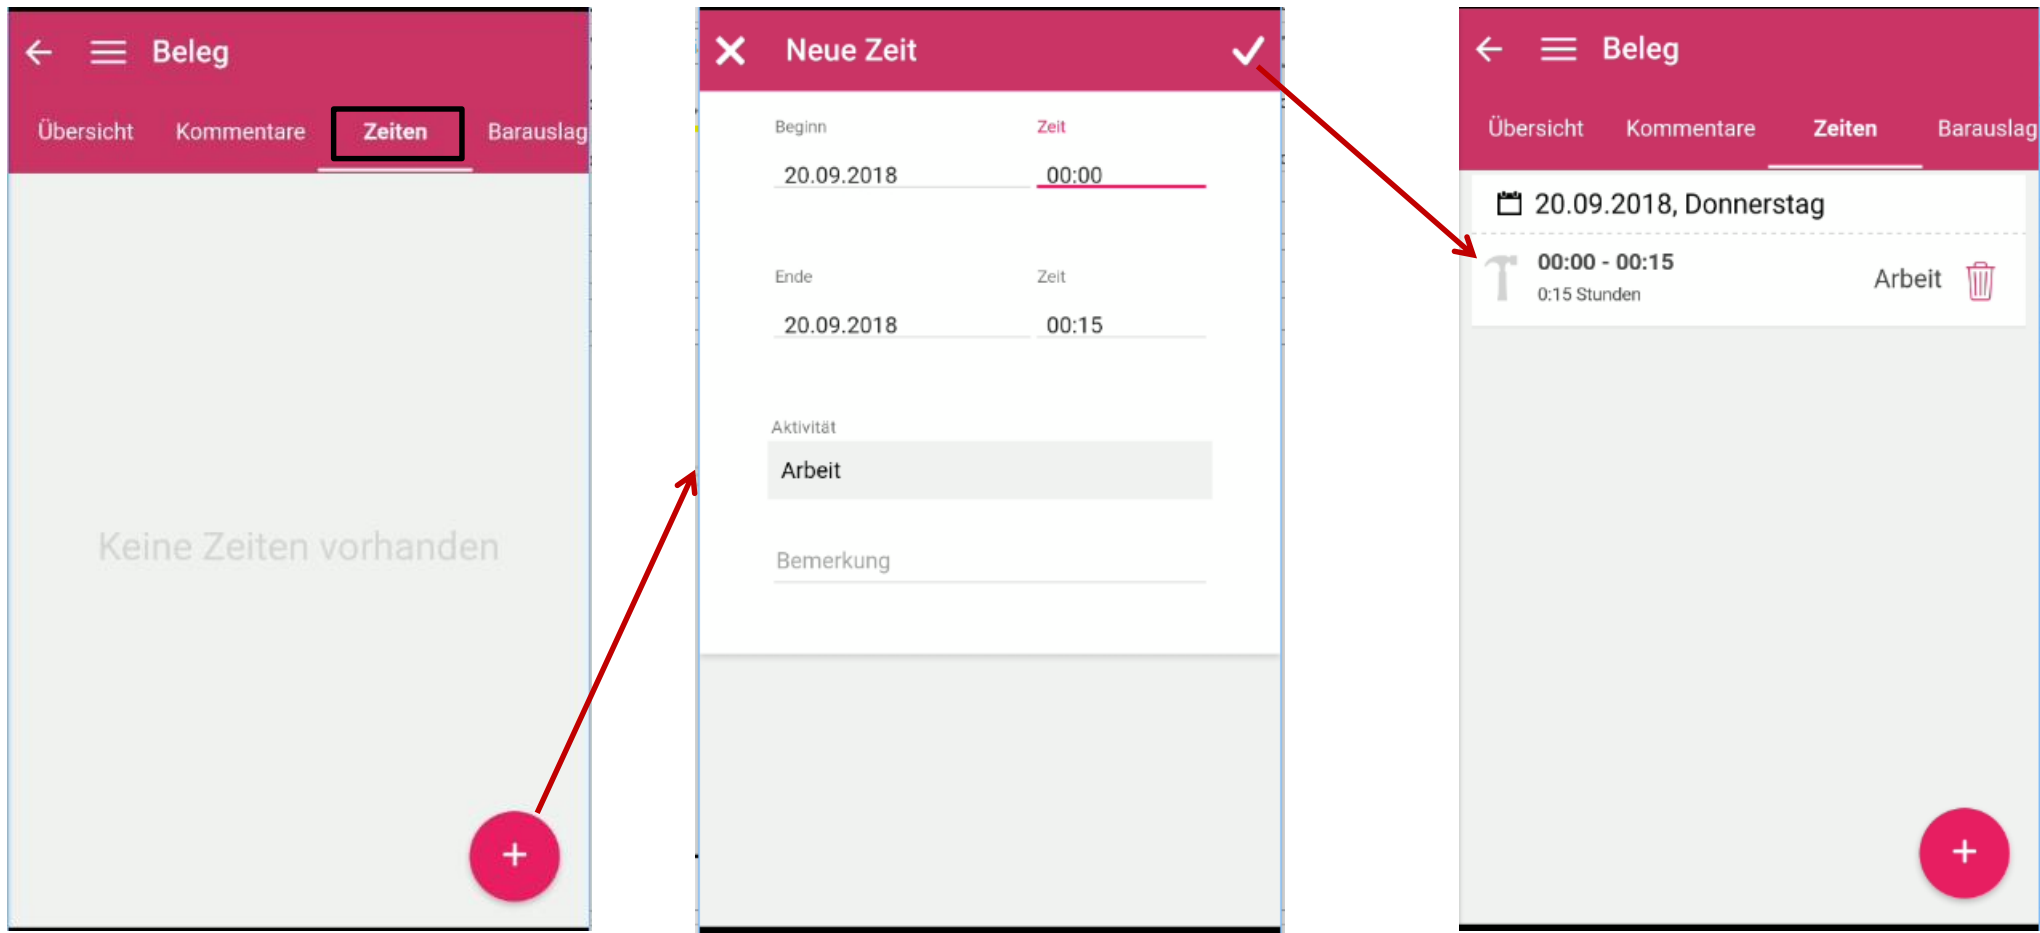 Beleg
Übersicht Kommentare Zeiten Barauslag
Keine Zeiten vorhanden
+
Neue Zeit
Beginn Zeit
20.09.2018 00:00
Ende Zeit
20.09.2018 00:15
Aktivität
Arbeit
Bemerkung
Beleg
Übersicht Kommentare Zeiten Barauslag
20.09.2018, Donnerstag
00:00 - 00:15
0:15 Stunden
Arbeit
+